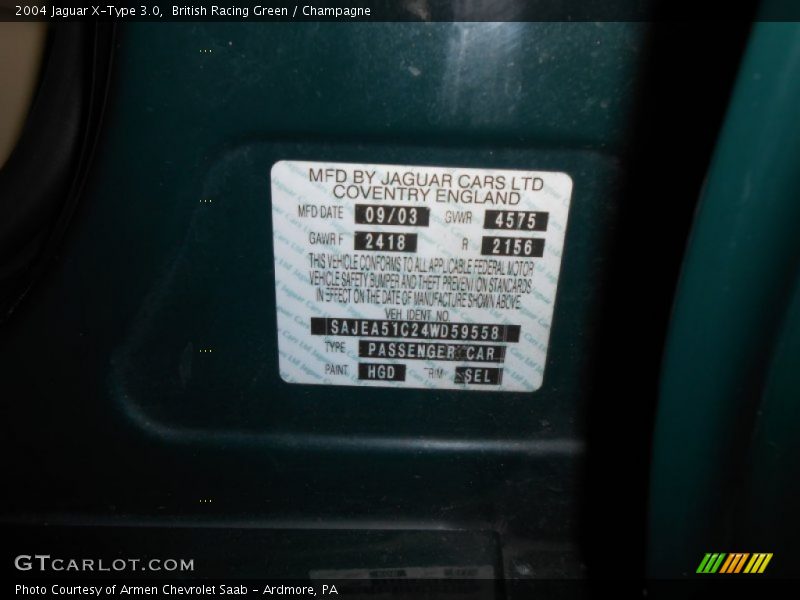 2004 Jaguar X-Type 3.0, British Racing Green / Champagne
MFD BY JAGUAR CARS LTD
COVENTRY ENGLAND
MFD DATE 09/03 GVWR 4575
GAWR F 2418 R 2156
THIS VEHICLE CONFORMS TO ALL APPLICABLE FEDERAL MOTOR
VEHICLE SAFETY BUMPER AND THEFT PREVENTION STANDARDS
IN EFFECT ON THE DATE OF MANUFACTURE SHOWN ABOVE
VEH. IDENT. NO.
SAJEA51C24WD59558
TYPE PASSENGER CAR
PAINT HGD TRIM SEL
GTCARLOT.COM
Photo Courtesy of Armen Chevrolet Saab - Ardmore, PA